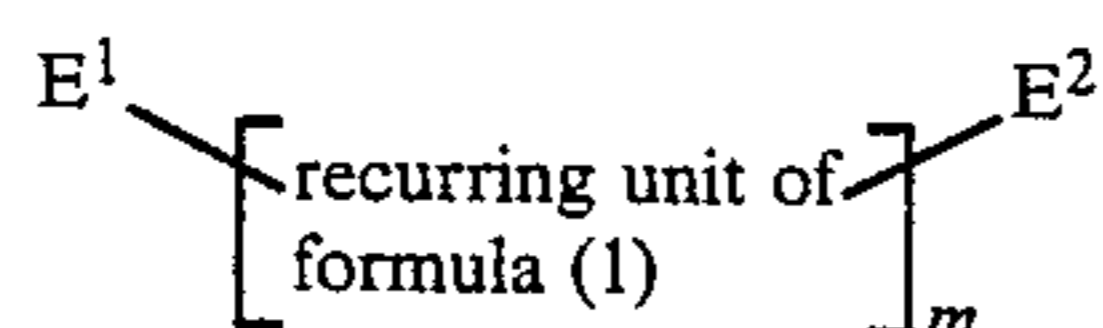 E¹ E²
recurring unit of
formula (1)
m